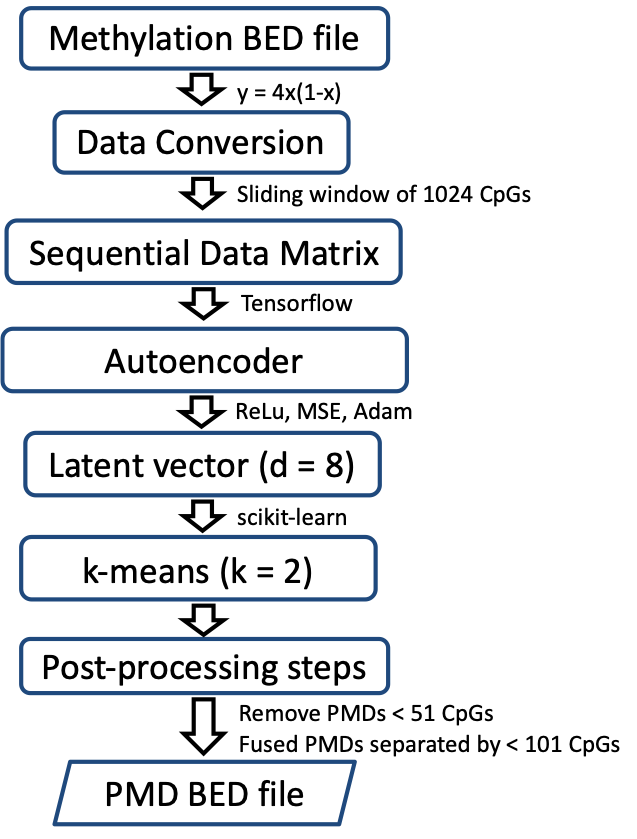 Methylation BED file
y = 4x(1-x)
Data Conversion
Sliding window of 1024 CpGs
Sequential Data Matrix
Tensorflow
Autoencoder
ReLu, MSE, Adam
Latent vector (d = 8)
scikit-learn
k-means (k = 2)
Post-processing steps
Remove PMDs < 51 CpGs
Fused PMDs separated by < 101 CpGs
PMD BED file